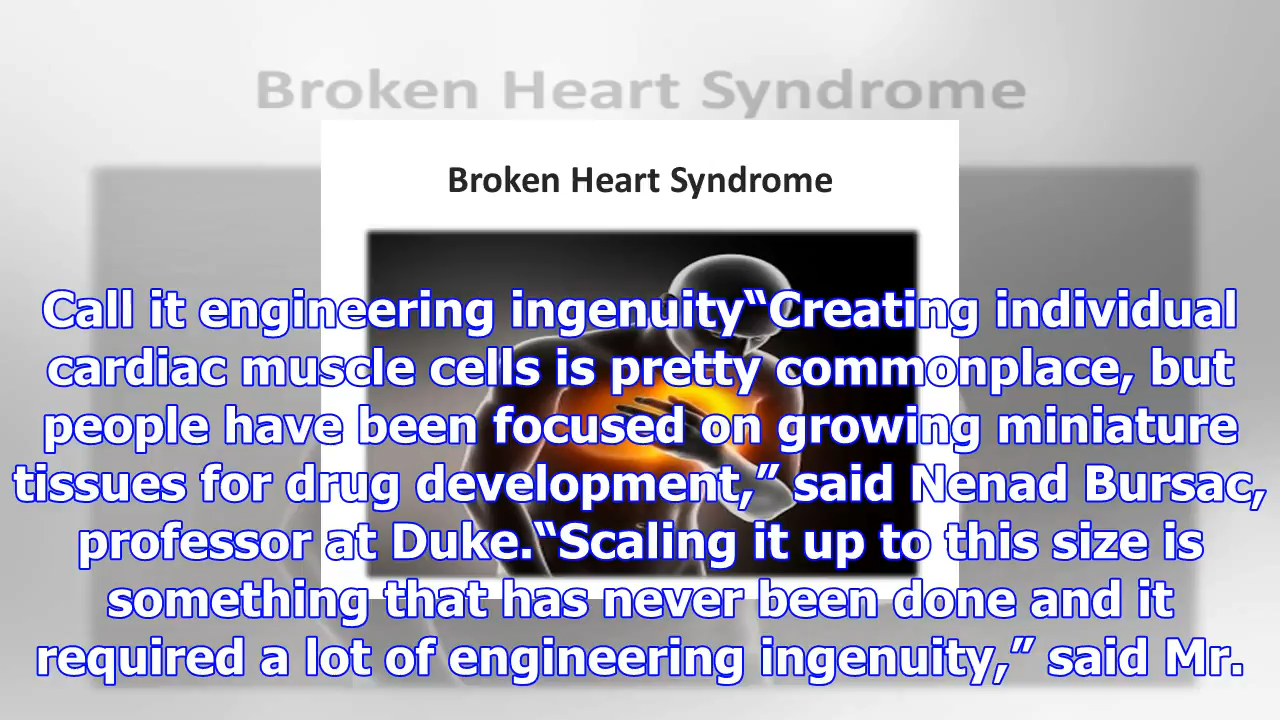 Broken Heart Syndrome
Broken Heart Syndrome
Call it engineering ingenuity“Creating individual
cardiac muscle cells is pretty commonplace, but
people have been focused on growing miniature
tissues for drug development,” said Nenad Bursac,
professor at Duke.“Scaling it up to this size is
something that has never been done and it
required a lot of engineering ingenuity,” said Mr.